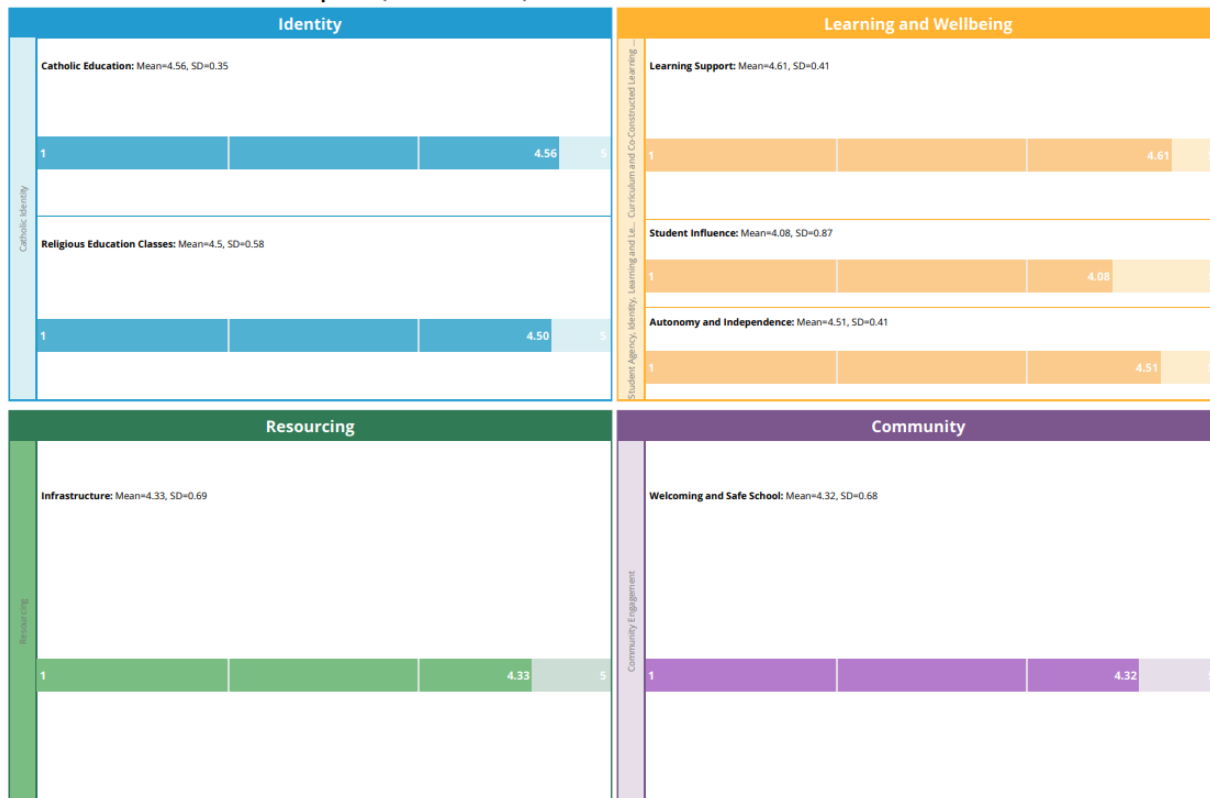 Identity
Catholic Identity
Catholic Education: Mean=4.56, SD=0.35
1 4.56 5
Religious Education Classes: Mean=4.5, SD=0.58
1 4.50 5
Learning and Wellbeing
Curriculum and Co-Constructed Learning ...
Learning Support: Mean=4.61, SD=0.41
1 4.61
Student Agency, Identity, Learning and Le...
Student Influence: Mean=4.08, SD=0.87
1 4.08
Autonomy and Independence: Mean=4.51, SD=0.41
1 4.51
Resourcing
Resourcing
Infrastructure: Mean=4.33, SD=0.69
1 4.33 5
Community
Community Engagement
Welcoming and Safe School: Mean=4.32, SD=0.68
1 4.32